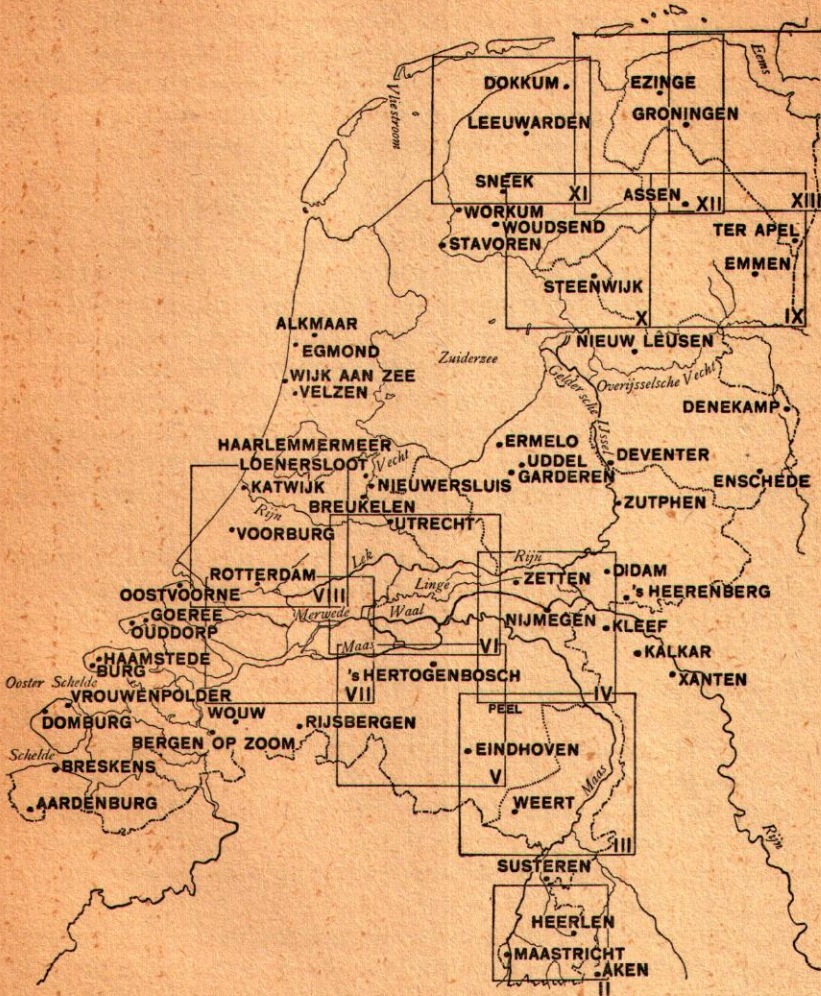 Eems
Vliestroom
DOKKUM
EZINGE
GRONINGEN
LEEUWARDEN
SNEEK
XI
ASSEN
XII
XIII
WORKUM
WOUDSEND
STAVOREN
TER APEL
EMMEN
STEENWIJK
X
IX
ALKMAAR
EGMOND
Zuiderzee
NIEUW LEUSEN
WIJK AAN ZEE
VELZEN
Geldersche IJssel
Overijsselsche Vecht
DENEKAMP
HAARLEMMERMEER
ERMELO
LOENERSLOOT
Vecht
UDDEL
DEVENTER
KATWIJK
NIEUWERSLUIS
GARDEREN
ENSCHEDE
BREUKELEN
ZUTPHEN
Rijn
UTRECHT
VOORBURG
Lek
Rijn
ROTTERDAM
Linge
ZETTEN
DIDAM
OOSTVOORNE
VIII
's HEERENBERG
GOEREE
Merwede
Waal
NIJMEGEN
OUDDORP
KLEEF
Maas
VI
HAAMSTEDE
KALKAR
BURG
's HERTOGENBOSCH
XANTEN
Ooster Schelde
VII
IV
VROUWENPOLDER
PEEL
DOMBURG
WOUW
RIJSBERGEN
BERGEN OP ZOOM
EINDHOVEN
Schelde
BRESKENS
V
Maas
AARDENBURG
WEERT
Rijn
III
SUSTEREN
HEERLEN
MAASTRICHT
AKEN
II